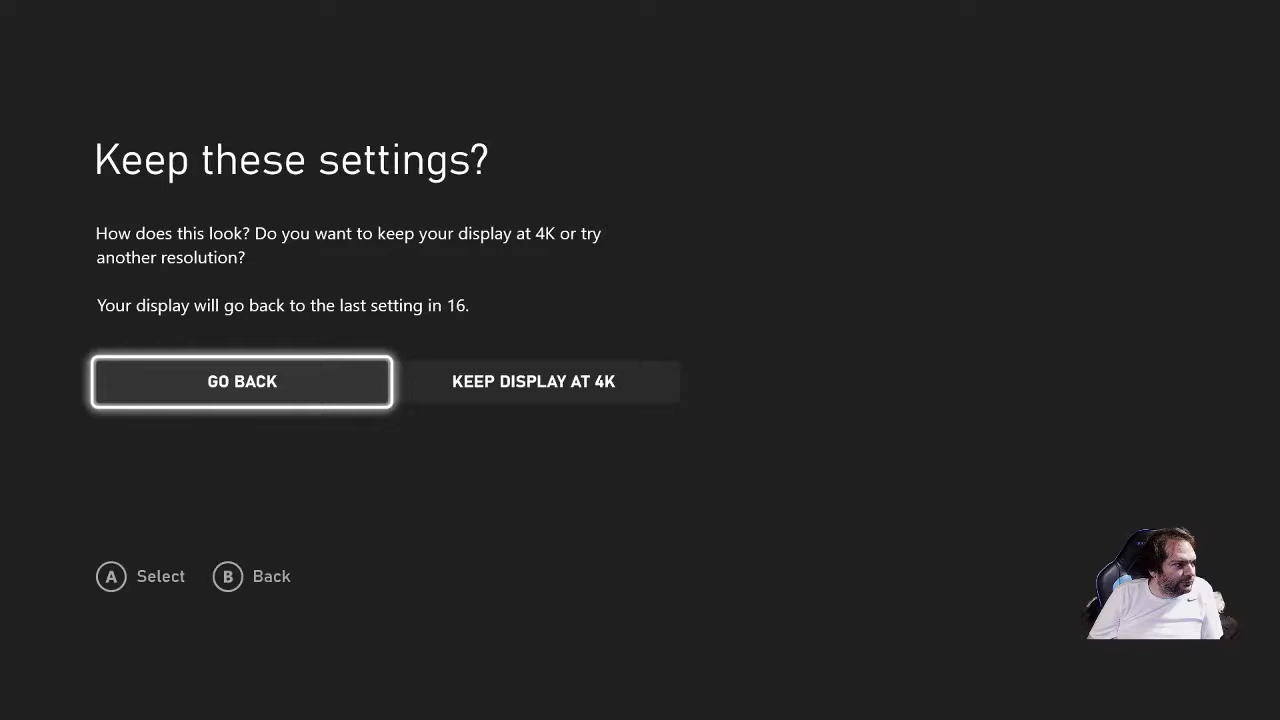 Keep these settings?
How does this look? Do you want to keep your display at 4K or try
another resolution?
Your display will go back to the last setting in 16.
GO BACK
KEEP DISPLAY AT 4K
A Select B Back